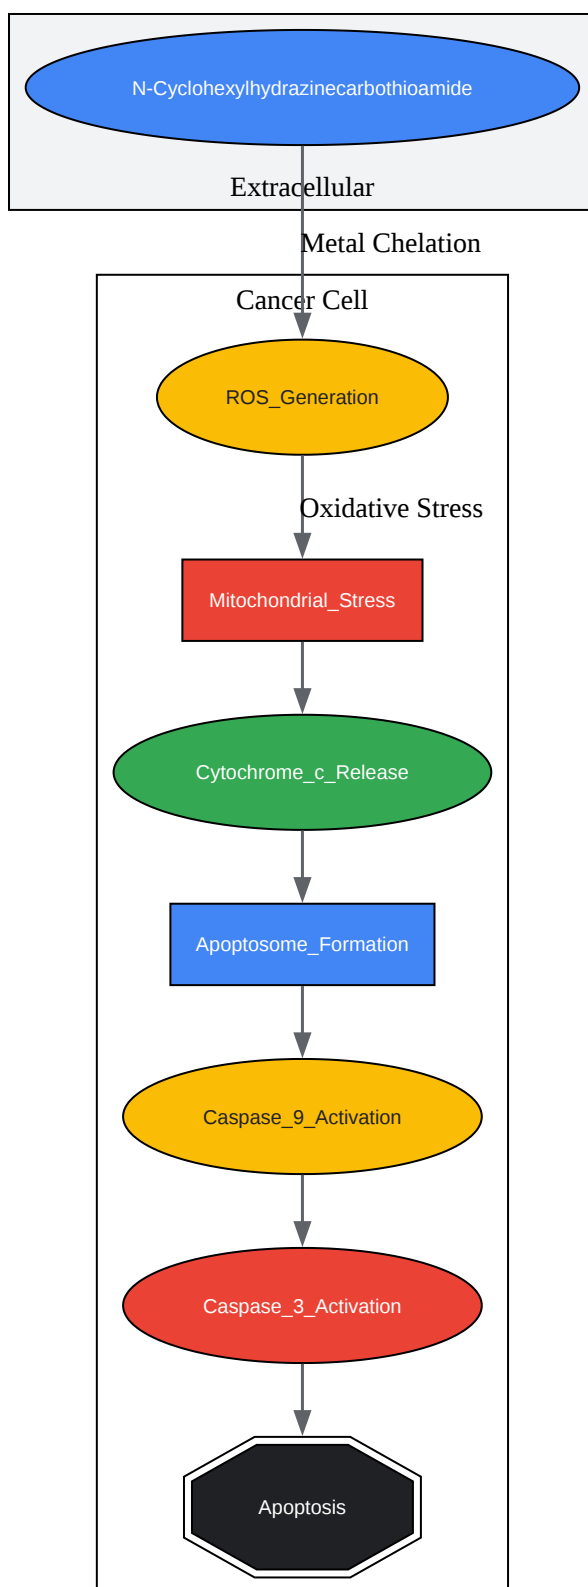 N-Cyclohexylhydrazinecarbothioamide
Extracellular
Metal Chelation
Cancer Cell
ROS_Generation
Oxidative Stress
Mitochondrial_Stress
Cytochrome_c_Release
Apoptosome_Formation
Caspase_9_Activation
Caspase_3_Activation
Apoptosis